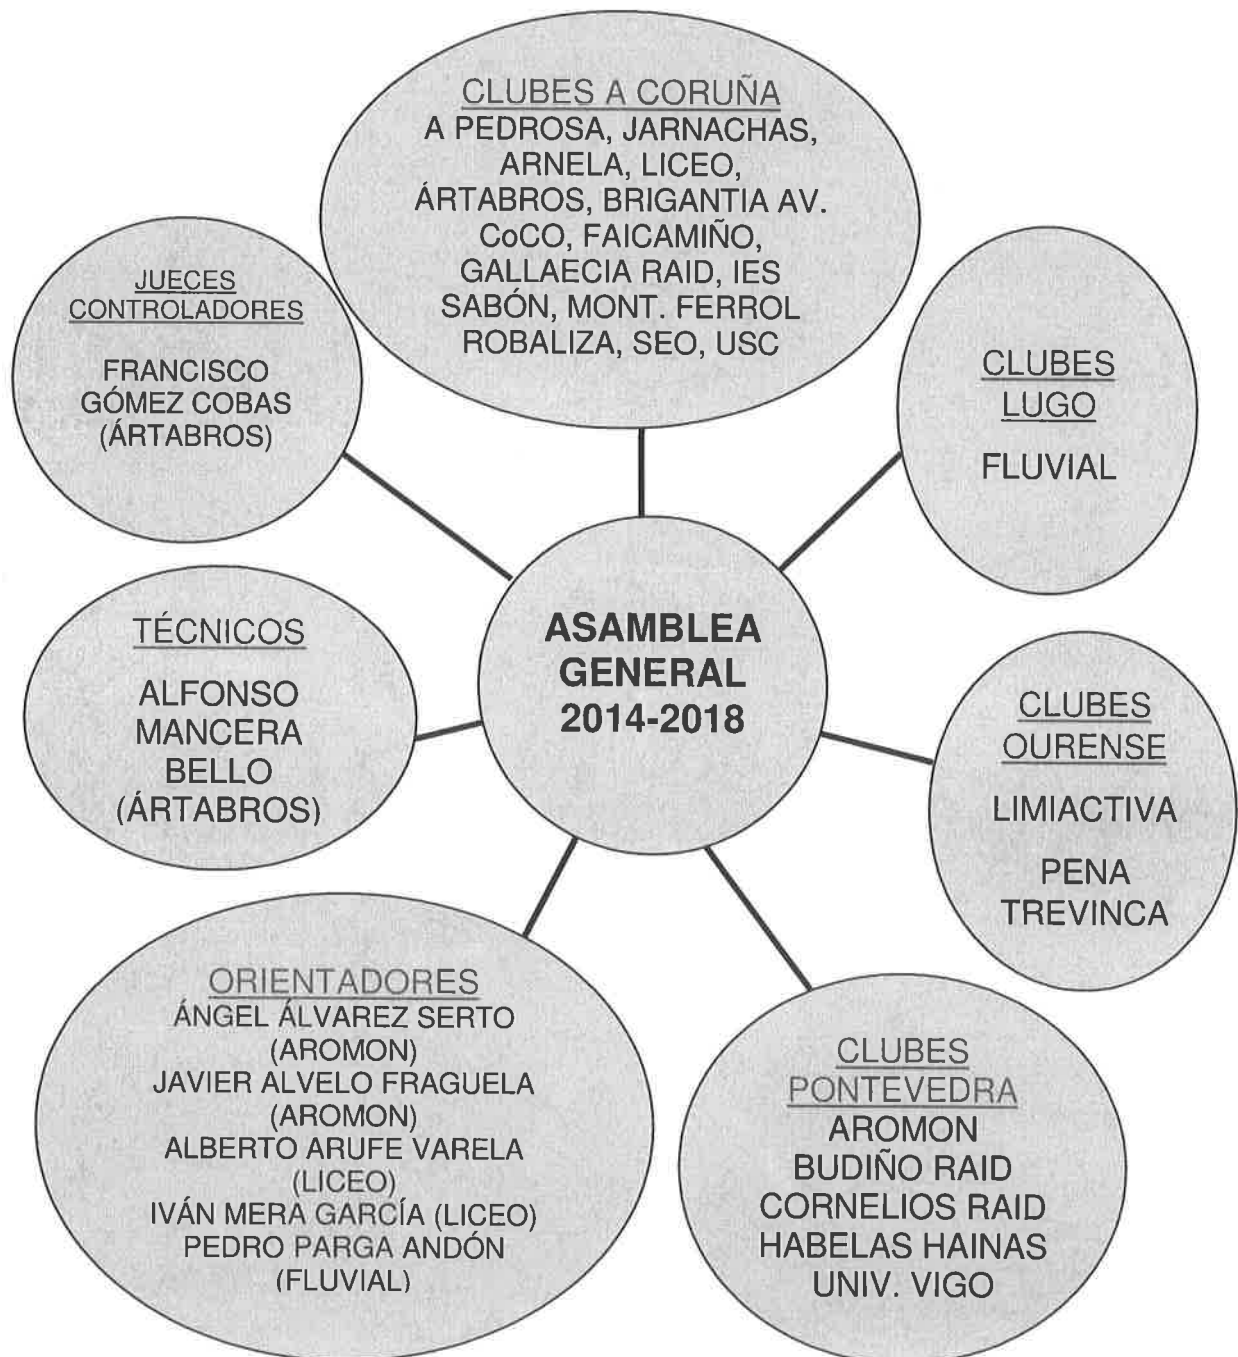 CLUBES A CORUÑA
A PEDROSA, JARNACHAS,
ARNELA, LICEO,
ÁRTABROS, BRIGANTIA AV.
CoCO, FAICAMIÑO,
GALLAECIA RAID, IES
SABÓN, MONT. FERROL
ROBALIZA, SEO, USC
JUECES
CONTROLADORES
FRANCISCO
GÓMEZ COBAS
(ÁRTABROS)
CLUBES
LUGO
FLUVIAL
ASAMBLEA
GENERAL
2014-2018
TÉCNICOS
ALFONSO
MANCERA
BELLO
(ÁRTABROS)
CLUBES
OURENSE
LIMIACTIVA
PENA
TREVINCA
ORIENTADORES
ÁNGEL ÁLVAREZ SERTO
(AROMON)
JAVIER ALVELO FRAGUELA
(AROMON)
ALBERTO ARUFE VARELA
(LICEO)
IVÁN MERA GARCÍA (LICEO)
PEDRO PARGA ANDÓN
(FLUVIAL)
CLUBES
PONTEVEDRA
AROMON
BUDIÑO RAID
CORNELIOS RAID
HABELAS HAINAS
UNIV. VIGO